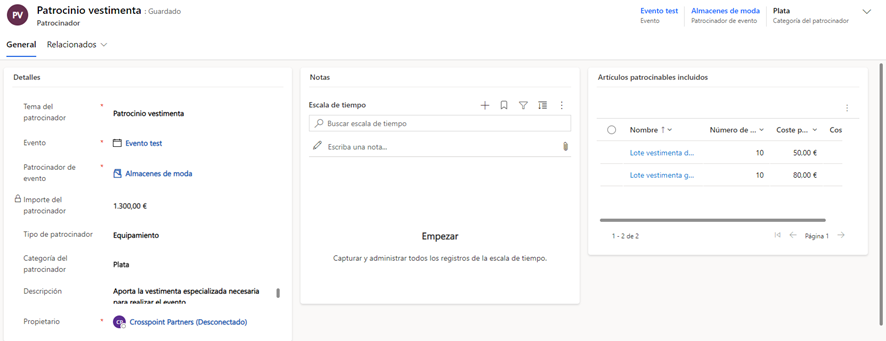 PV
Patrocinio vestimenta : Guardado
Patrocinador
Evento test
Evento
Almacenes de moda
Patrocinador de evento
Plata
Categoría del patrocinador
General
Relacionados
Detalles
Tema del
patrocinador
*
Patrocinio vestimenta
Evento
*
Evento test
Patrocinador de
evento
*
Almacenes de moda
Importe del
patrocinador
1.300,00 €
Tipo de patrocinador
Equipamiento
Categoría del
patrocinador
Plata
Descripción
Aporta la vestimenta especializada necesaria
para realizar el evento
Propietario
*
Crosspoint Partners (Desconectado)
Notas
Escala de tiempo
Buscar escala de tiempo
Escriba una nota...
Empezar
Capturar y administrar todos los registros de la escala de tiempo.
Artículos patrocinables incluidos
Nombre ↑ Número de ... Coste p... Cos
Lote vestimenta d... 10 50,00 €
Lote vestimenta g... 10 80,00 €
1 - 2 de 2
Página 1